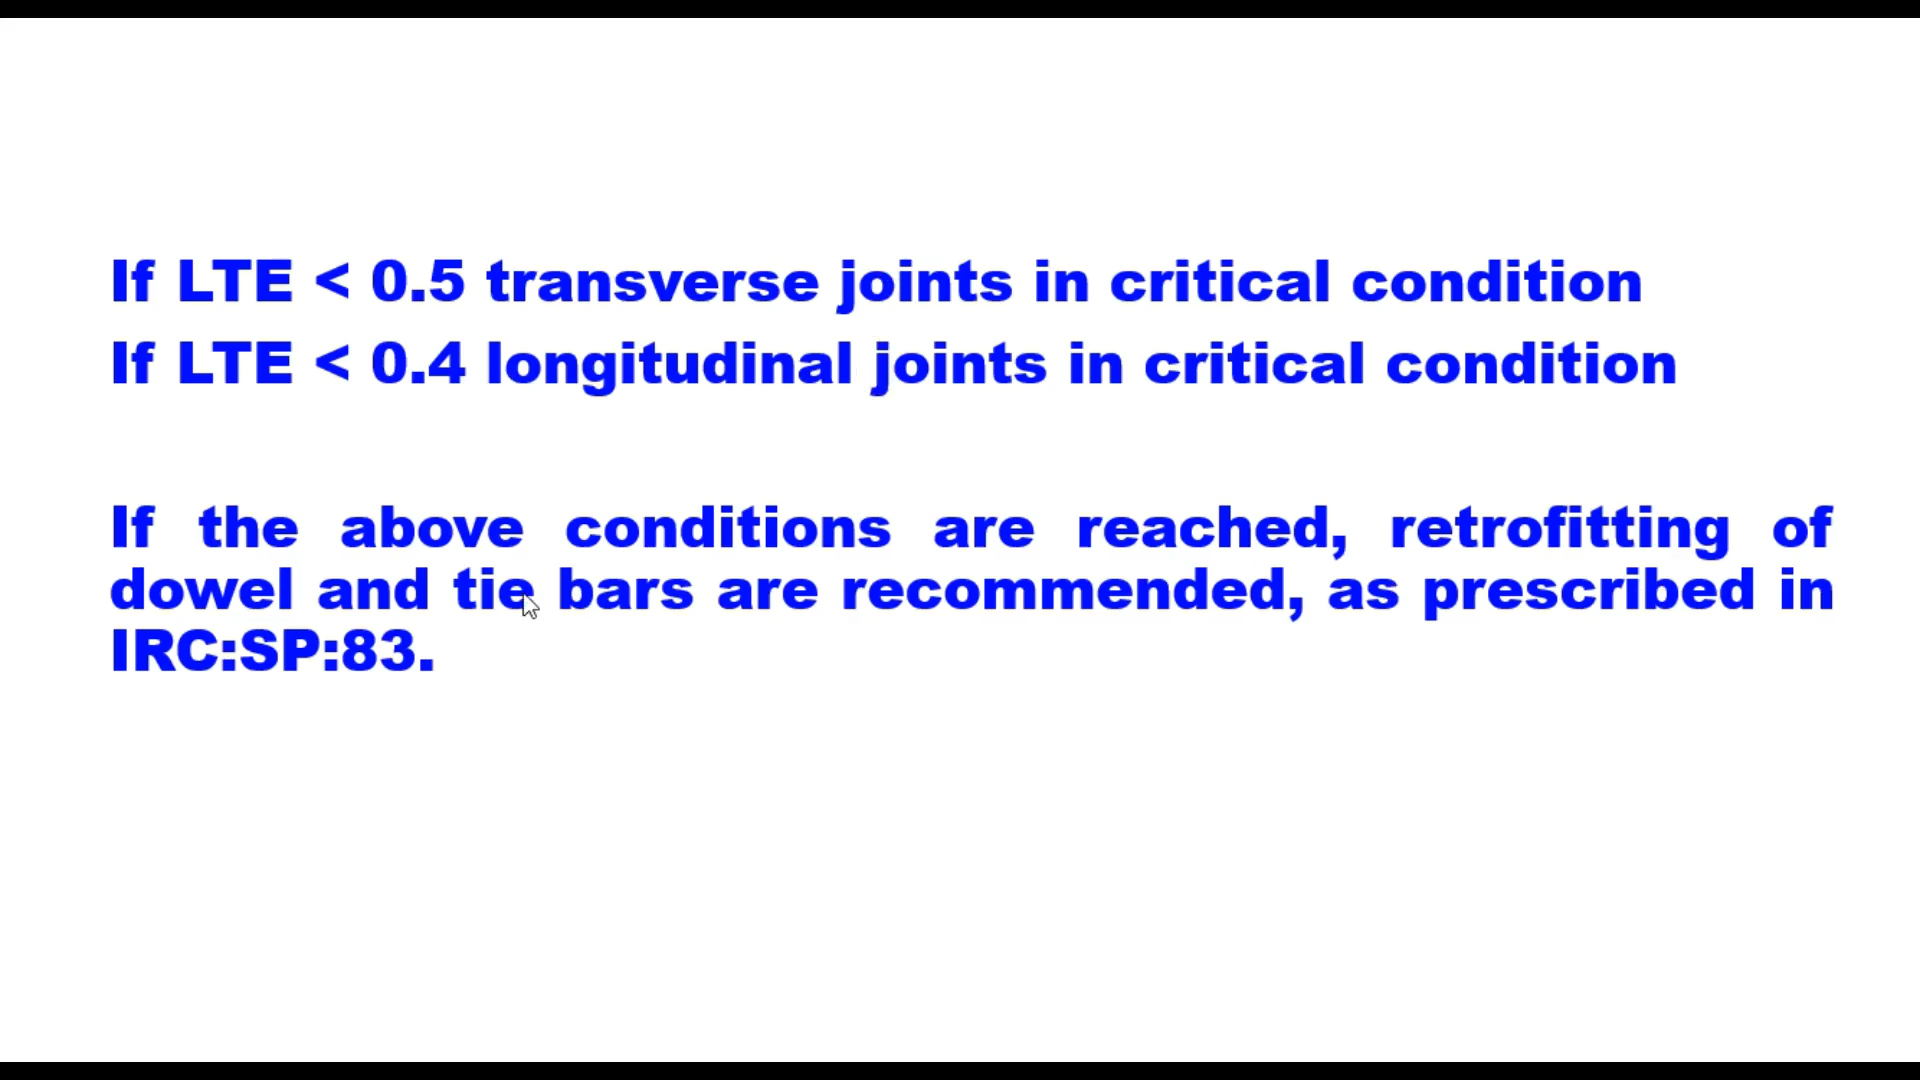 If LTE < 0.5 transverse joints in critical condition
If LTE < 0.4 longitudinal joints in critical condition
If the above conditions are reached, retrofitting of
dowel and tie bars are recommended, as prescribed in
IRC:SP:83.